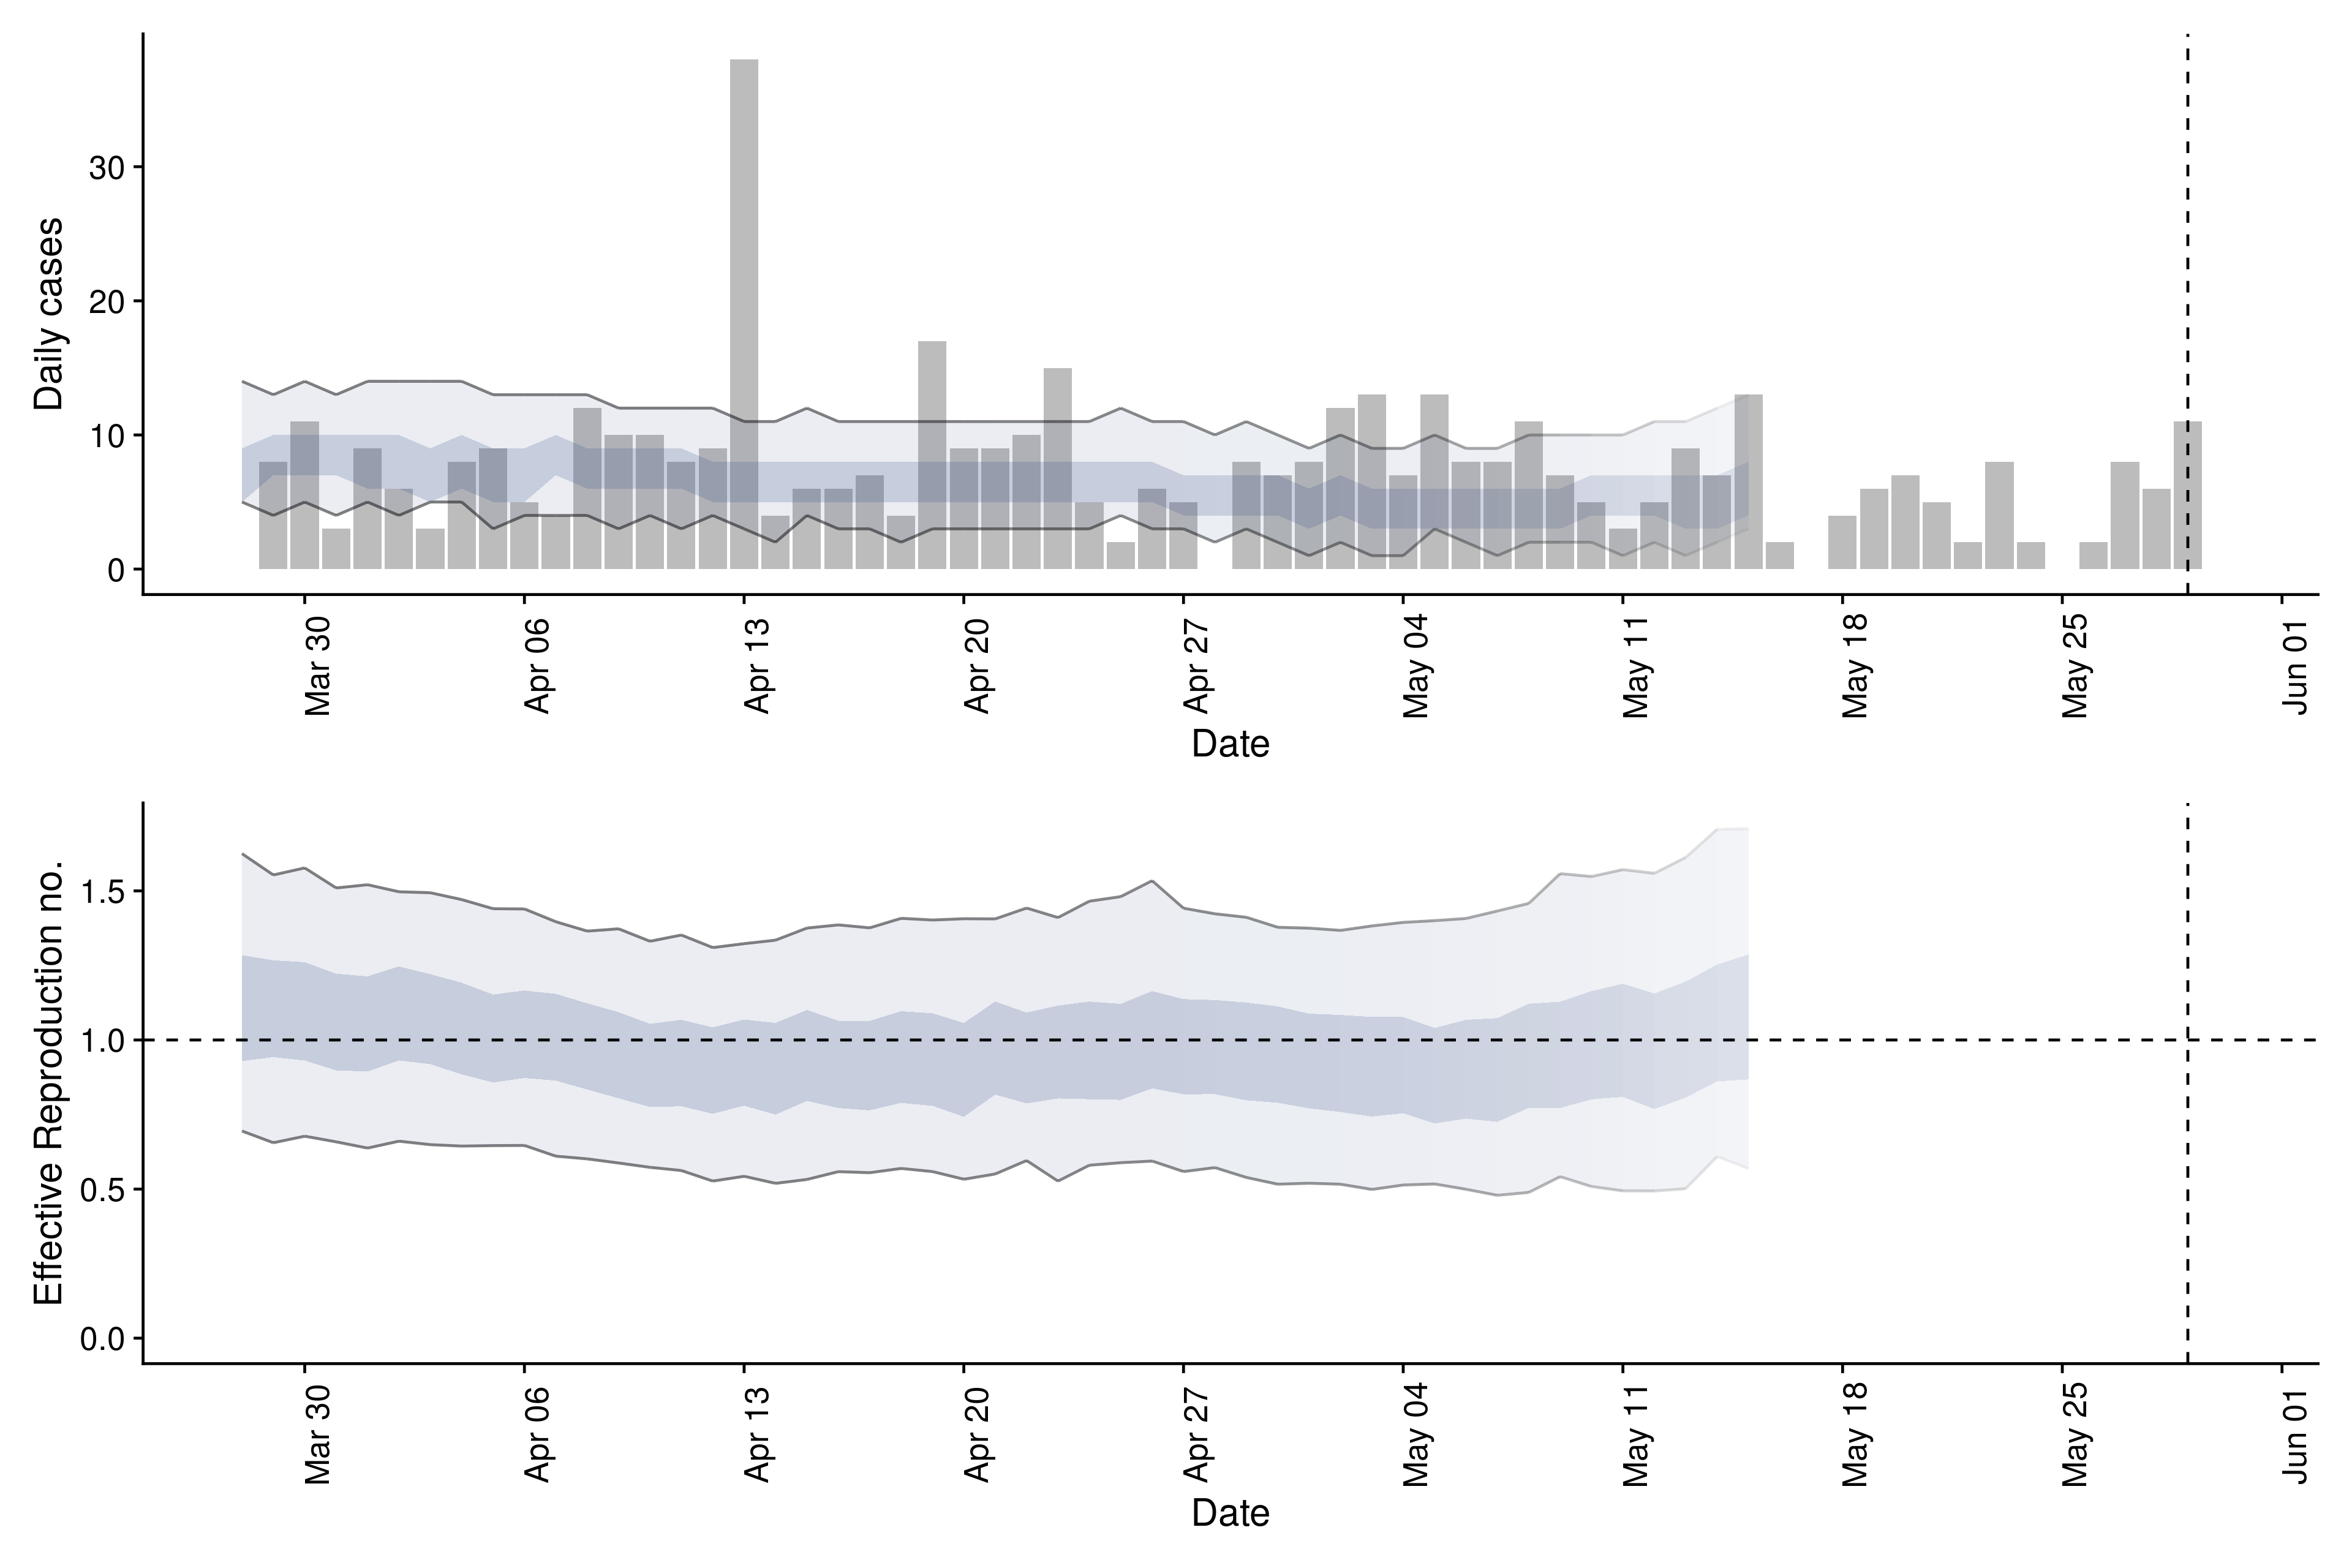 Daily cases
30
20
10
0
Mar 30
Apr 06
Apr 13
Apr 20
Apr 27
May 04
May 11
May 18
May 25
Jun 01
Date
Effective Reproduction no.
1.5
1.0
0.5
0.0
Mar 30
Apr 06
Apr 13
Apr 20
Apr 27
May 04
May 11
May 18
May 25
Jun 01
Date